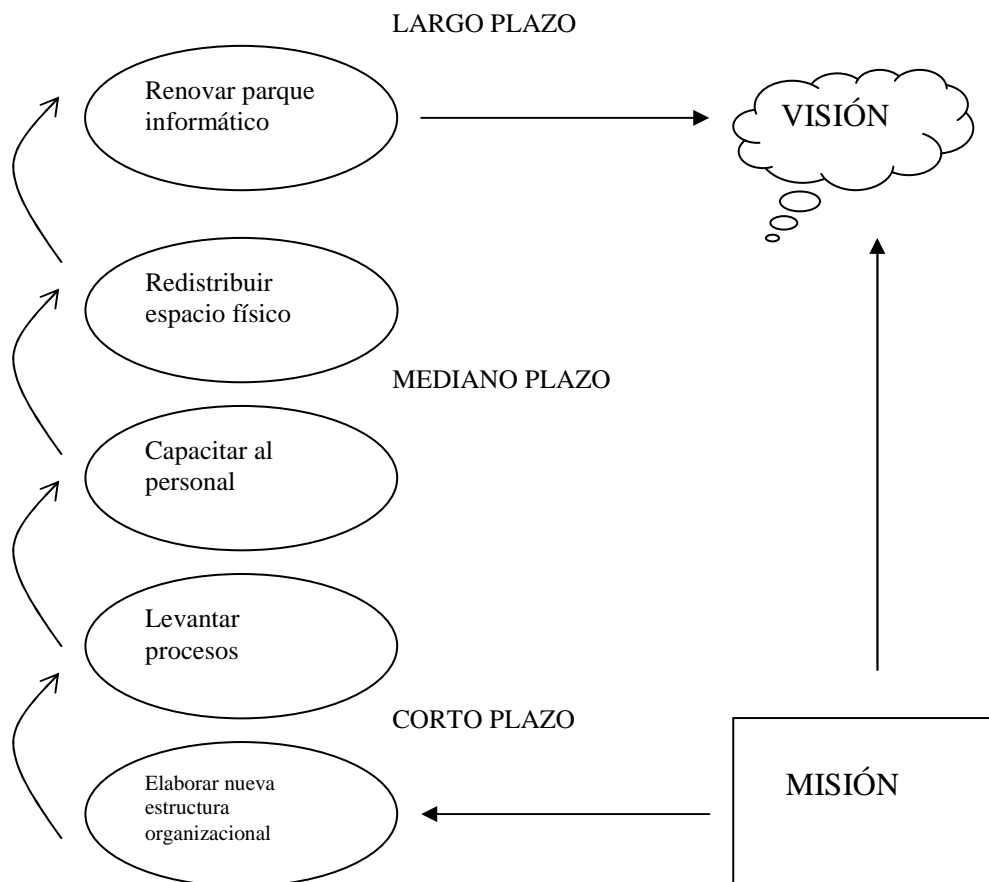 LARGO PLAZO
Renovar parque
informático
VISIÓN
Redistribuir
espacio físico
MEDIANO PLAZO
Capacitar al
personal
Levantar
procesos
CORTO PLAZO
Elaborar nueva
estructura
organizacional
MISIÓN